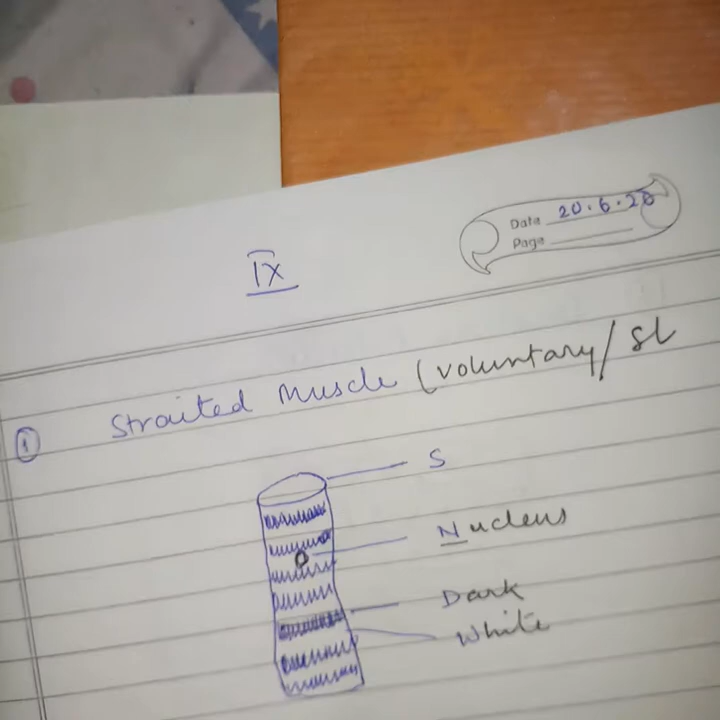 Date 20.6.20
Page
IX
① Straited Muscle (voluntary/ Sl
S
Nucleus
Dark
White